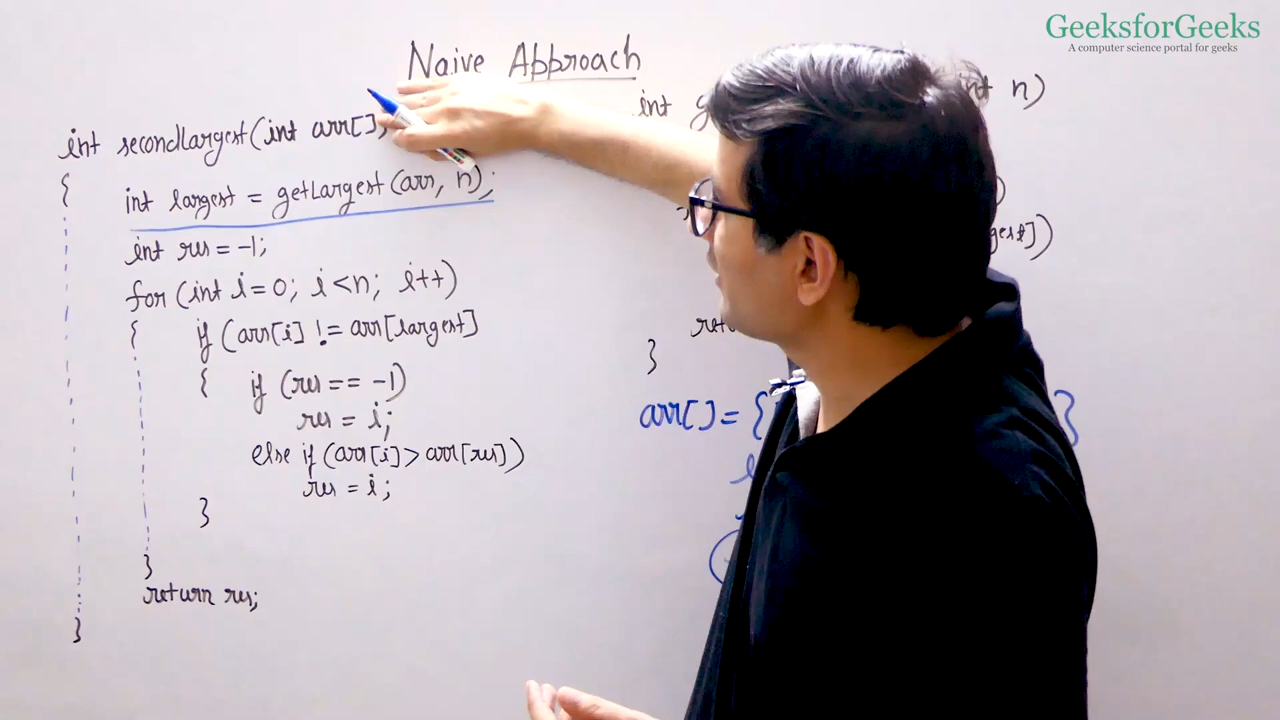 GeeksforGeeks
A computer science portal for geeks
Naive Approach
int secondLargest(int arr[],
{
int largest = getLargest(arr, n);
int res = -1;
for (int i=0; i<n; i++)
{
if (arr[i] != arr[largest]
{ if (res == -1)
res = i;
else if (arr[i] > arr[res])
res = i;
}
}
return res;
}
int n)
int
}
arr[] = { }